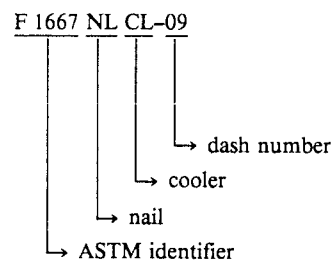 F 1667 NL CL-09
dash number
cooler
nail
ASTM identifier